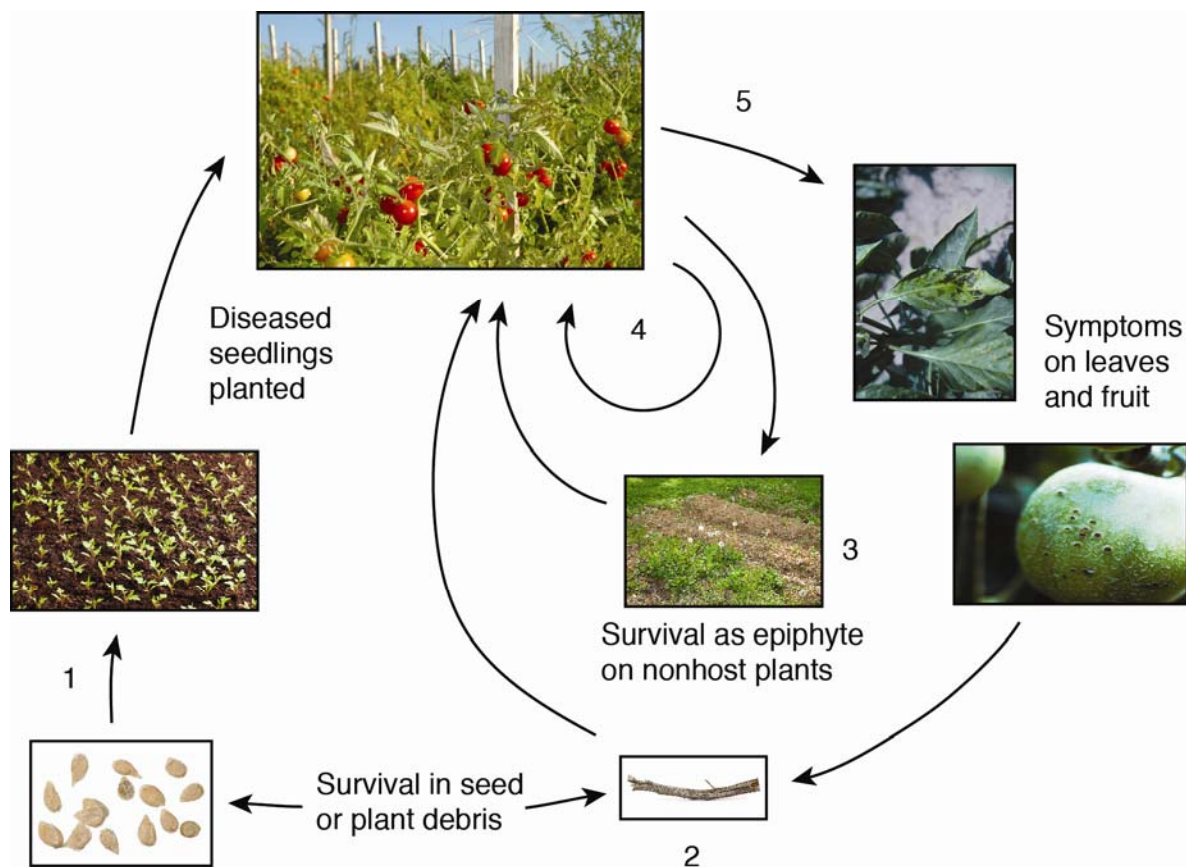 5
Diseased
seedlings
planted
4
Symptoms
on leaves
and fruit
3
Survival as epiphyte
on nonhost plants
1
Survival in seed
or plant debris
2